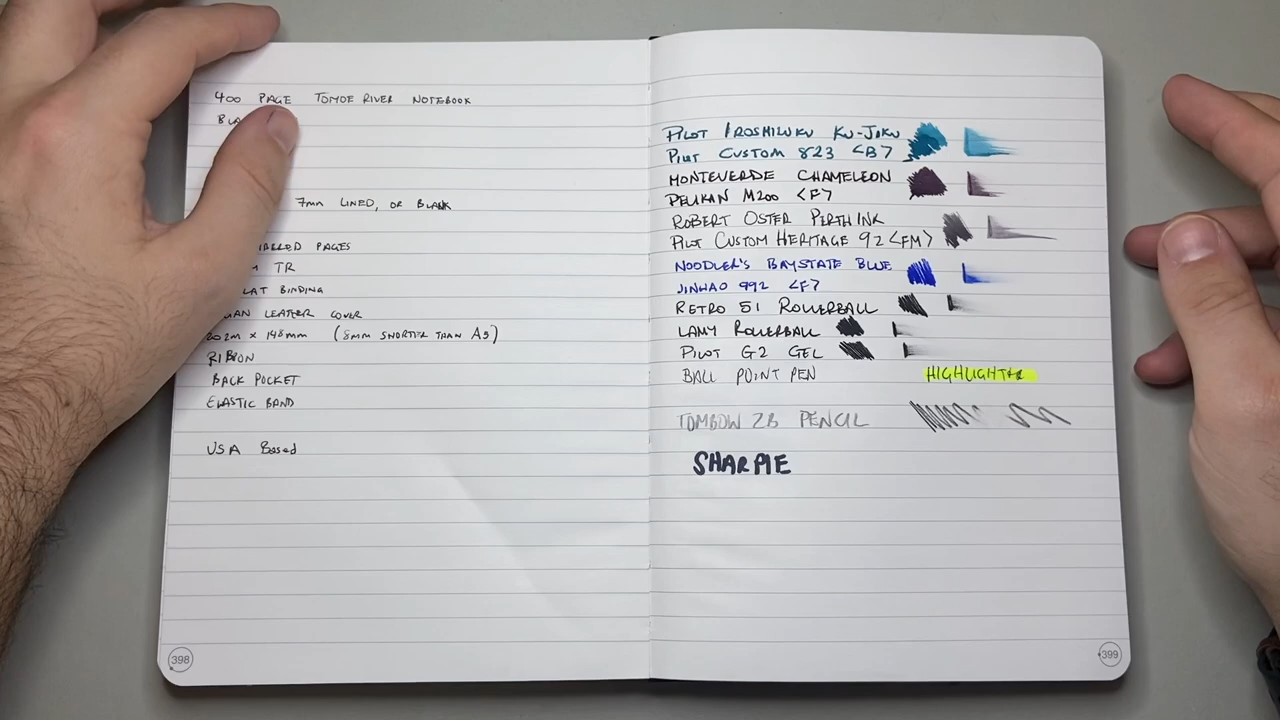 400 PAGE TOMOE RIVER NOTEBOOK
7mm LINED, OR BLANK
PAGES
TR
BINDING
LEATHER COVER
148mm (8mm SHORTER THAN A5)
RIBBON
BACK POCKET
ELASTIC BAND
USA Based
398
PILOT IROSHIZUKU KU-JAKU
PILOT CUSTOM 823 <B7
MONTEVERDE CHAMELEON
PELIKAN M200 <F7
ROBERT OSTER PERTH INK
PILOT CUSTOM HERITAGE 92 <FM>
NOODLER'S BAYSTATE BLUE
JINHAO 992 <F7
RETRO 51 ROLLERBALL
LAMY ROLLERBALL
PILOT G2 GEL
BALL POINT PEN HIGHLIGHTER
TOMBOW 2B PENCIL
SHARPIE
399